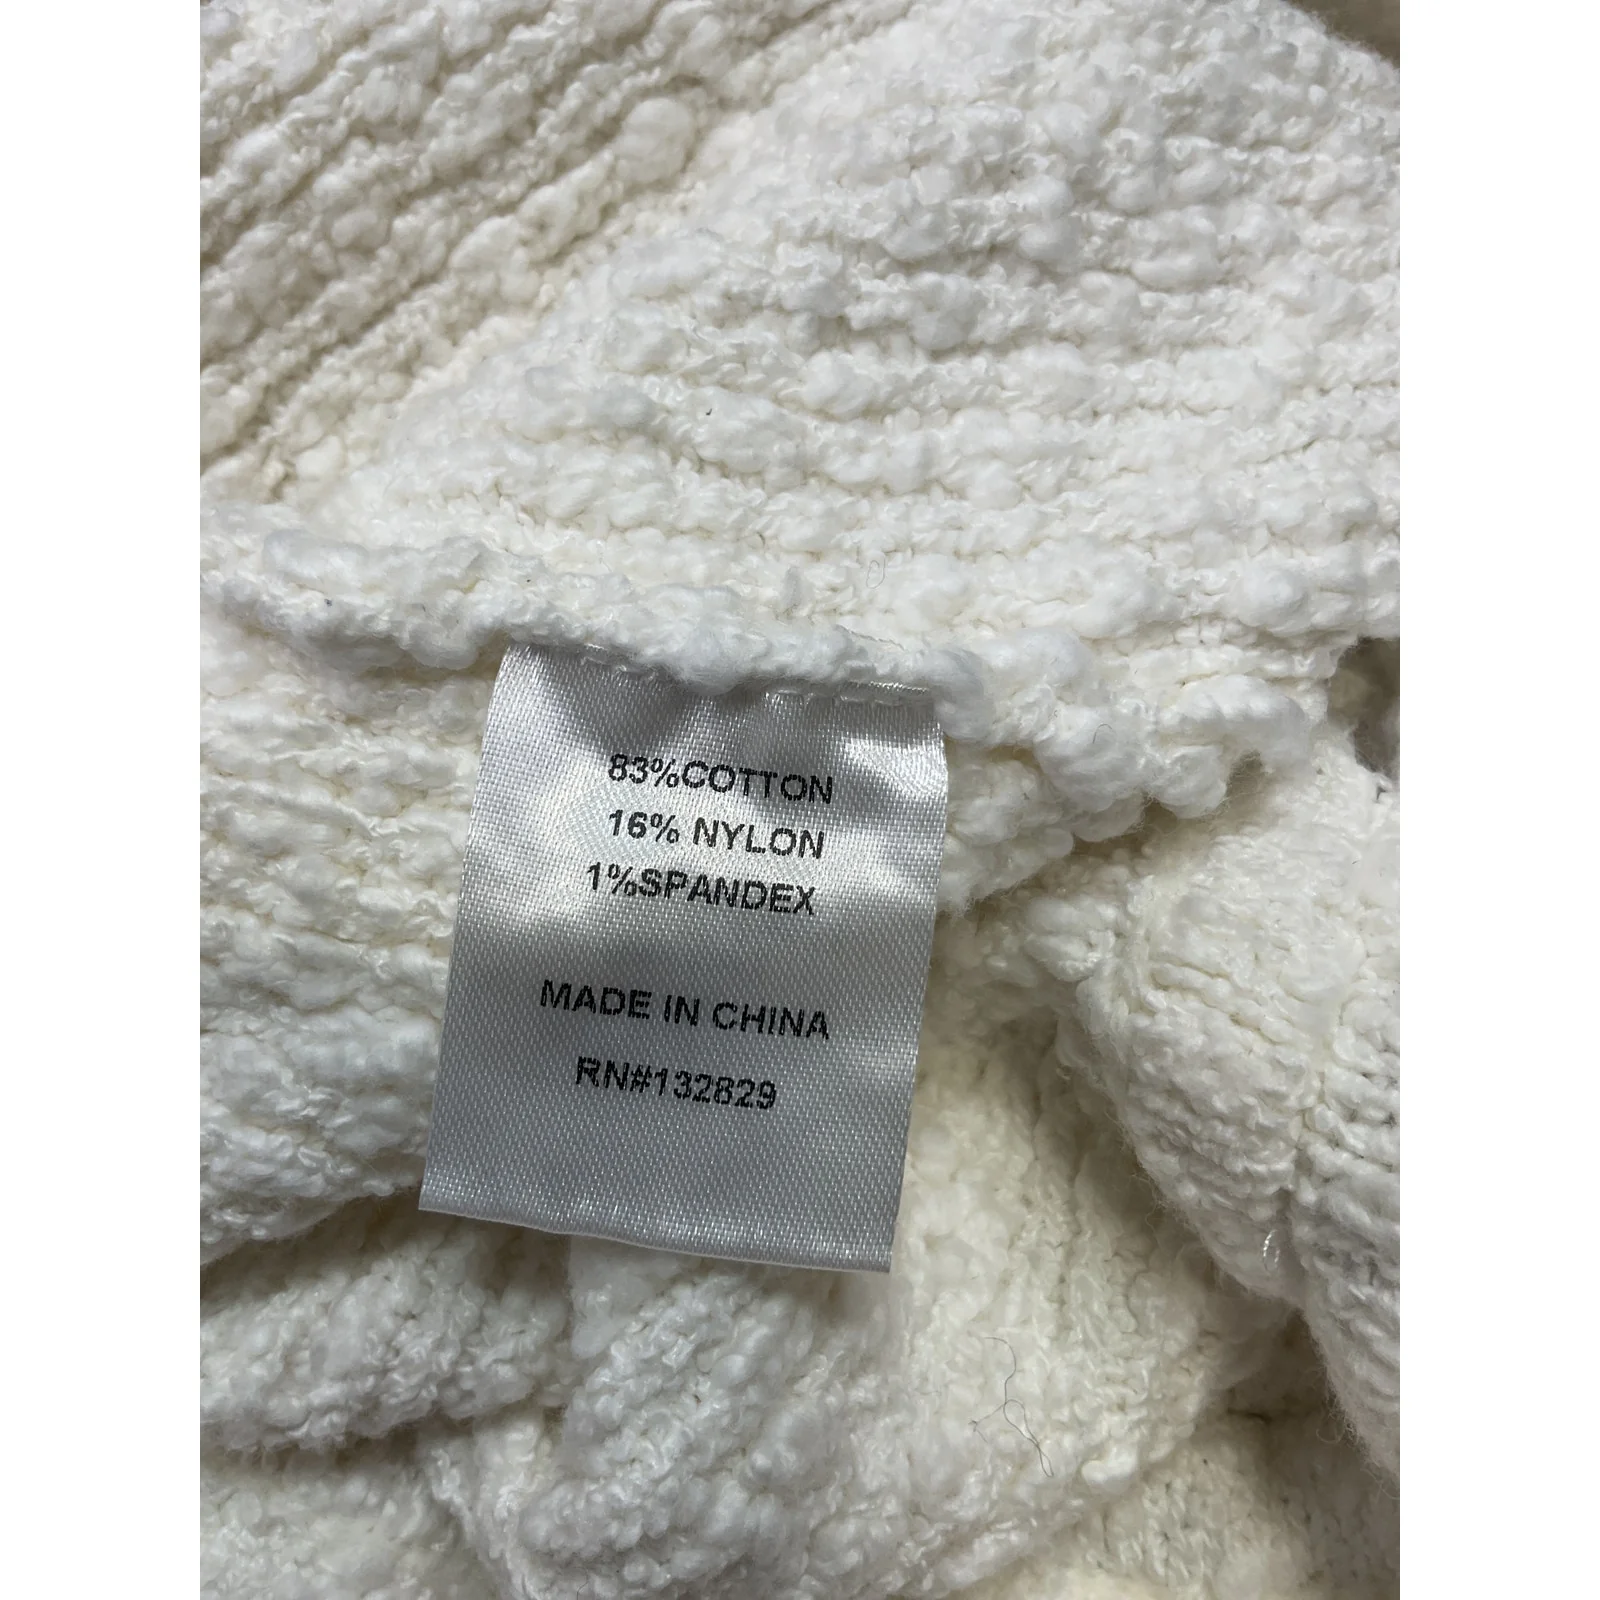 83%COTTON
16% NYLON
1%SPANDEX
MADE IN CHINA
RN#132829